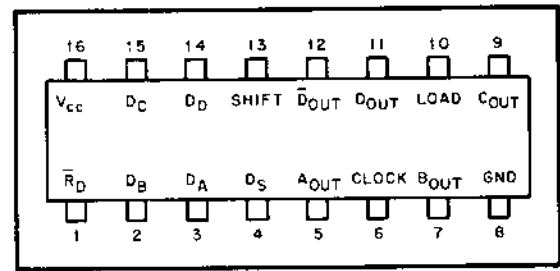 16 15 14 13 12 11 10 9
Vcc DC DD SHIFT D̅OUT DOUT LOAD COUT
R̅D DB DA DS AOUT CLOCK BOUT GND
1 2 3 4 5 6 7 8